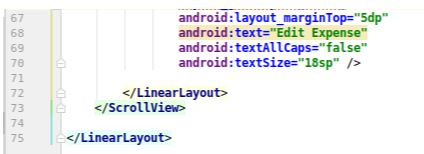 67 android:layout_marginTop="5dp"
68 android:text="Edit Expense"
69 android:textAllCaps="false"
70 android:textSize="18sp" />
71
72 </LinearLayout>
73 </ScrollView>
74
75 </LinearLayout>